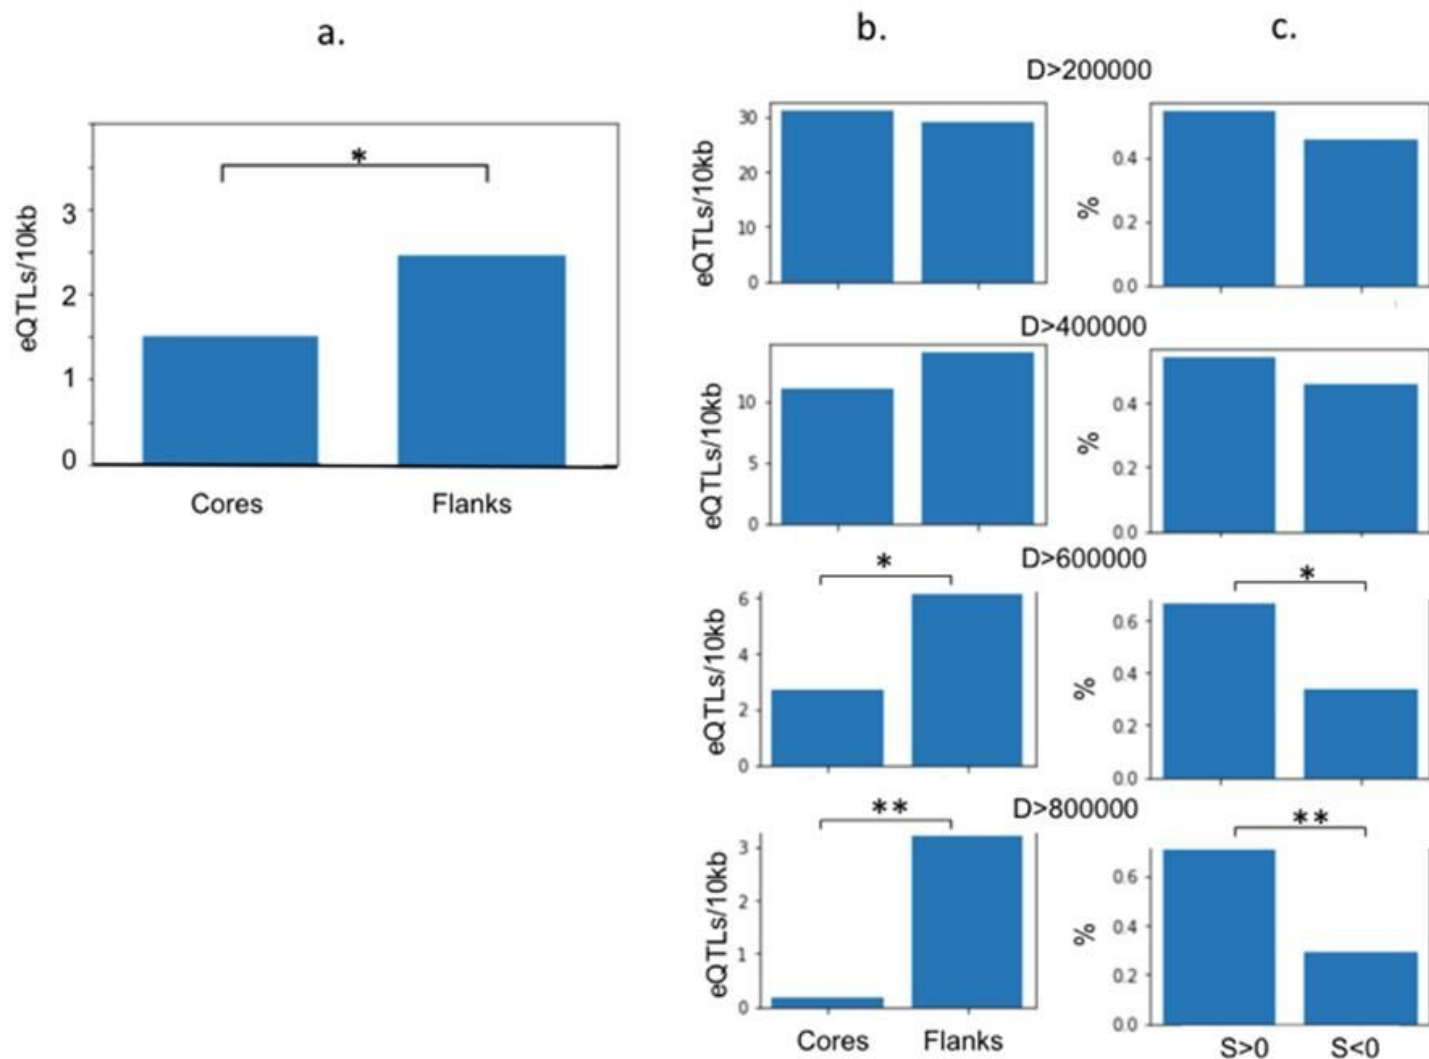 a.
*
eQTLs/10kb
3
2
1
0
Cores Flanks
b. c.
D>200000
eQTLs/10kb
30
20
10
0
%
0.4
0.2
0.0
D>400000
eQTLs/10kb
10
5
0
%
0.4
0.2
0.0
* D>600000 *
eQTLs/10kb
6
4
2
0
%
0.6
0.4
0.2
0.0
** D>800000 **
eQTLs/10kb
3
2
1
0
%
0.6
0.4
0.2
0.0
Cores Flanks
S>0 S<0